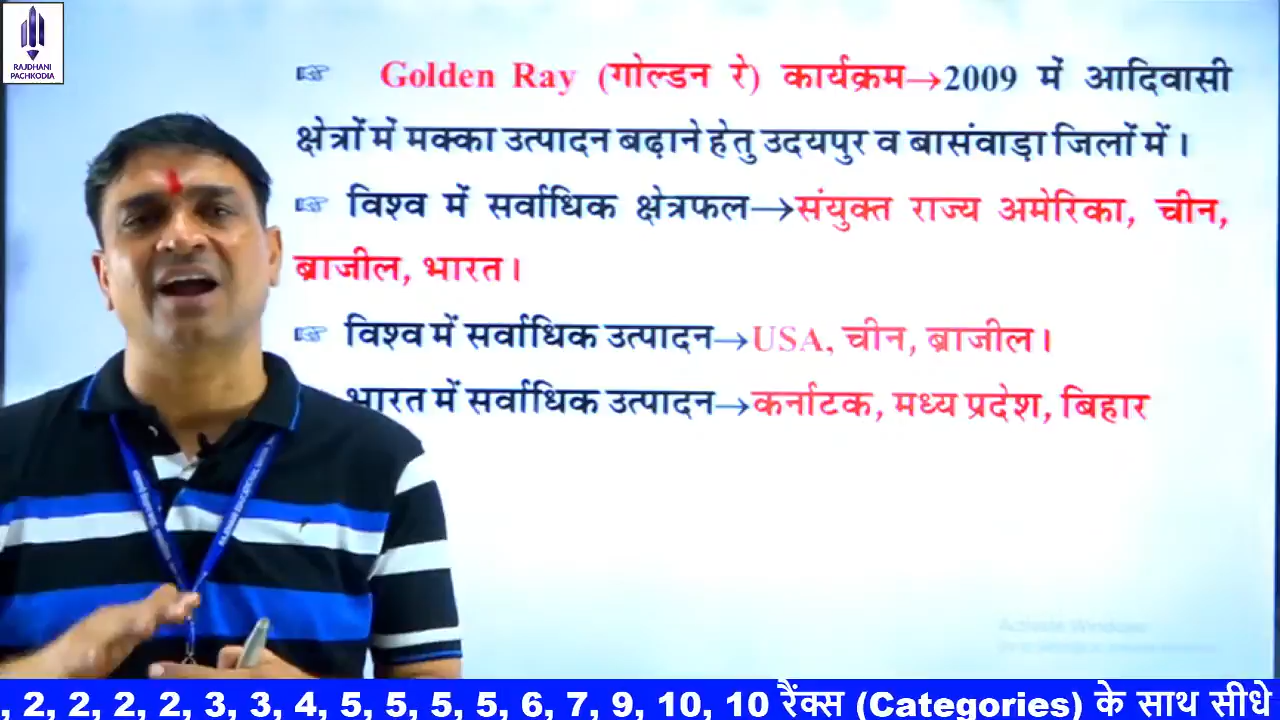 RAJDHANI
PACHKODIA
☞ Golden Ray (गोल्डन रे) कार्यक्रम→2009 में आदिवासी
क्षेत्रों में मक्का उत्पादन बढ़ाने हेतु उदयपुर व बासंवाड़ा जिलों में।
☞ विश्व में सर्वाधिक क्षेत्रफल→संयुक्त राज्य अमेरिका, चीन,
ब्राजील, भारत।
☞ विश्व में सर्वाधिक उत्पादन→USA, चीन, ब्राजील।
भारत में सर्वाधिक उत्पादन→कर्नाटक, मध्य प्रदेश, बिहार
Activate Windows
, 2, 2, 2, 2, 3, 3, 4, 5, 5, 5, 5, 6, 7, 9, 10, 10 रैंक्स (Categories) के साथ सीधे